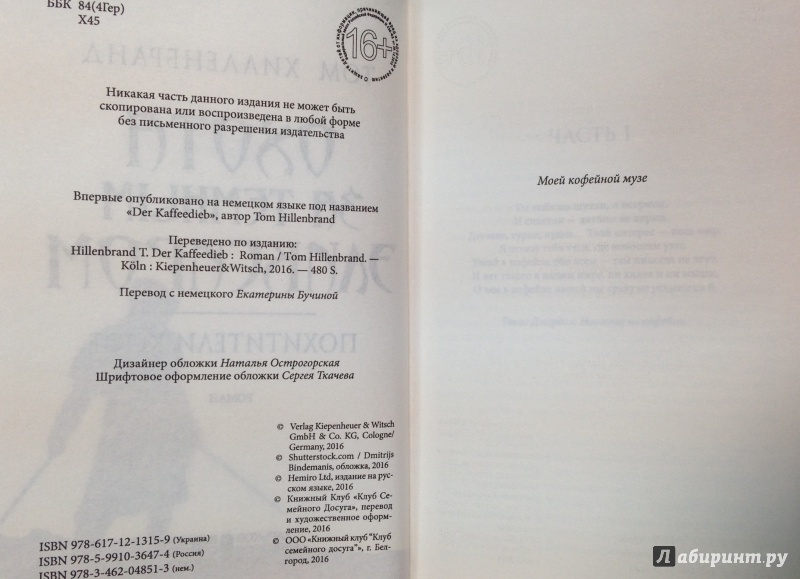 ББК 84(4Гер)
Х45
16+
Никакая часть данного издания не может быть
скопирована или воспроизведена в любой форме
без письменного разрешения издательства
Впервые опубликовано на немецком языке под названием
«Der Kaffeedieb», автор Tom Hillenbrand
Переведено по изданию:
Hillenbrand T. Der Kaffeedieb : Roman / Tom Hillenbrand. —
Köln : Kiepenheuer&Witsch, 2016. — 480 S.
Перевод с немецкого Екатерины Бучиной
Дизайнер обложки Наталья Острогорская
Шрифтовое оформление обложки Сергея Ткачева
© Verlag Kiepenheuer & Witsch
GmbH & Co. KG, Cologne/
Germany, 2016
© Shutterstock.com / Dmitrijs
Bindemanis, обложка, 2016
© Hemiro Ltd, издание на рус-
ском языке, 2016
© Книжный Клуб «Клуб Се-
мейного Досуга», перевод
и художественное оформ-
ление, 2016
© ООО «Книжный клуб "Клуб
семейного досуга"», г. Бел-
город, 2016
ISBN 978-617-12-1315-9 (Украина)
ISBN 978-5-9910-3647-4 (Россия)
ISBN 978-3-462-04851-3 (нем.)
Моей кофейной музе
Лабиринт.ру